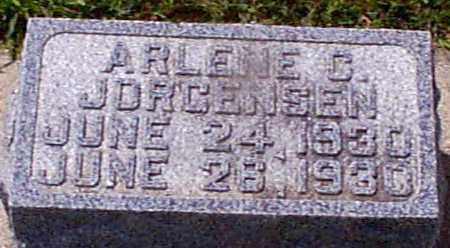 ARLENE C.
JORGENSEN
JUNE 24, 1930
JUNE 28, 1930